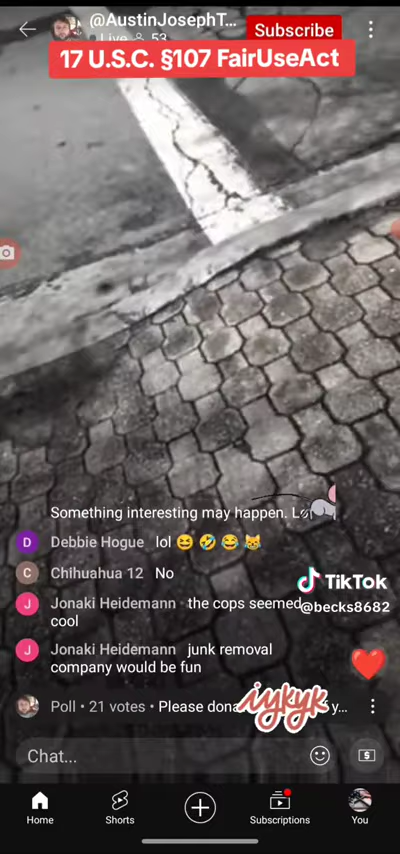 @AustinJosephT...
Subscribe
Live 53
17 U.S.C. §107 FairUseAct
Something interesting may happen.
D Debbie Hogue lol 😆 🤣 😂 😹
C Chihuahua 12 No
TikTok
J Jonaki Heidemann the cops seemed
@becks8682
cool
J Jonaki Heidemann junk removal
company would be fun
Poll • 21 votes • Please dona
iykyk
y...
Chat...
Home
Shorts
Subscriptions
You